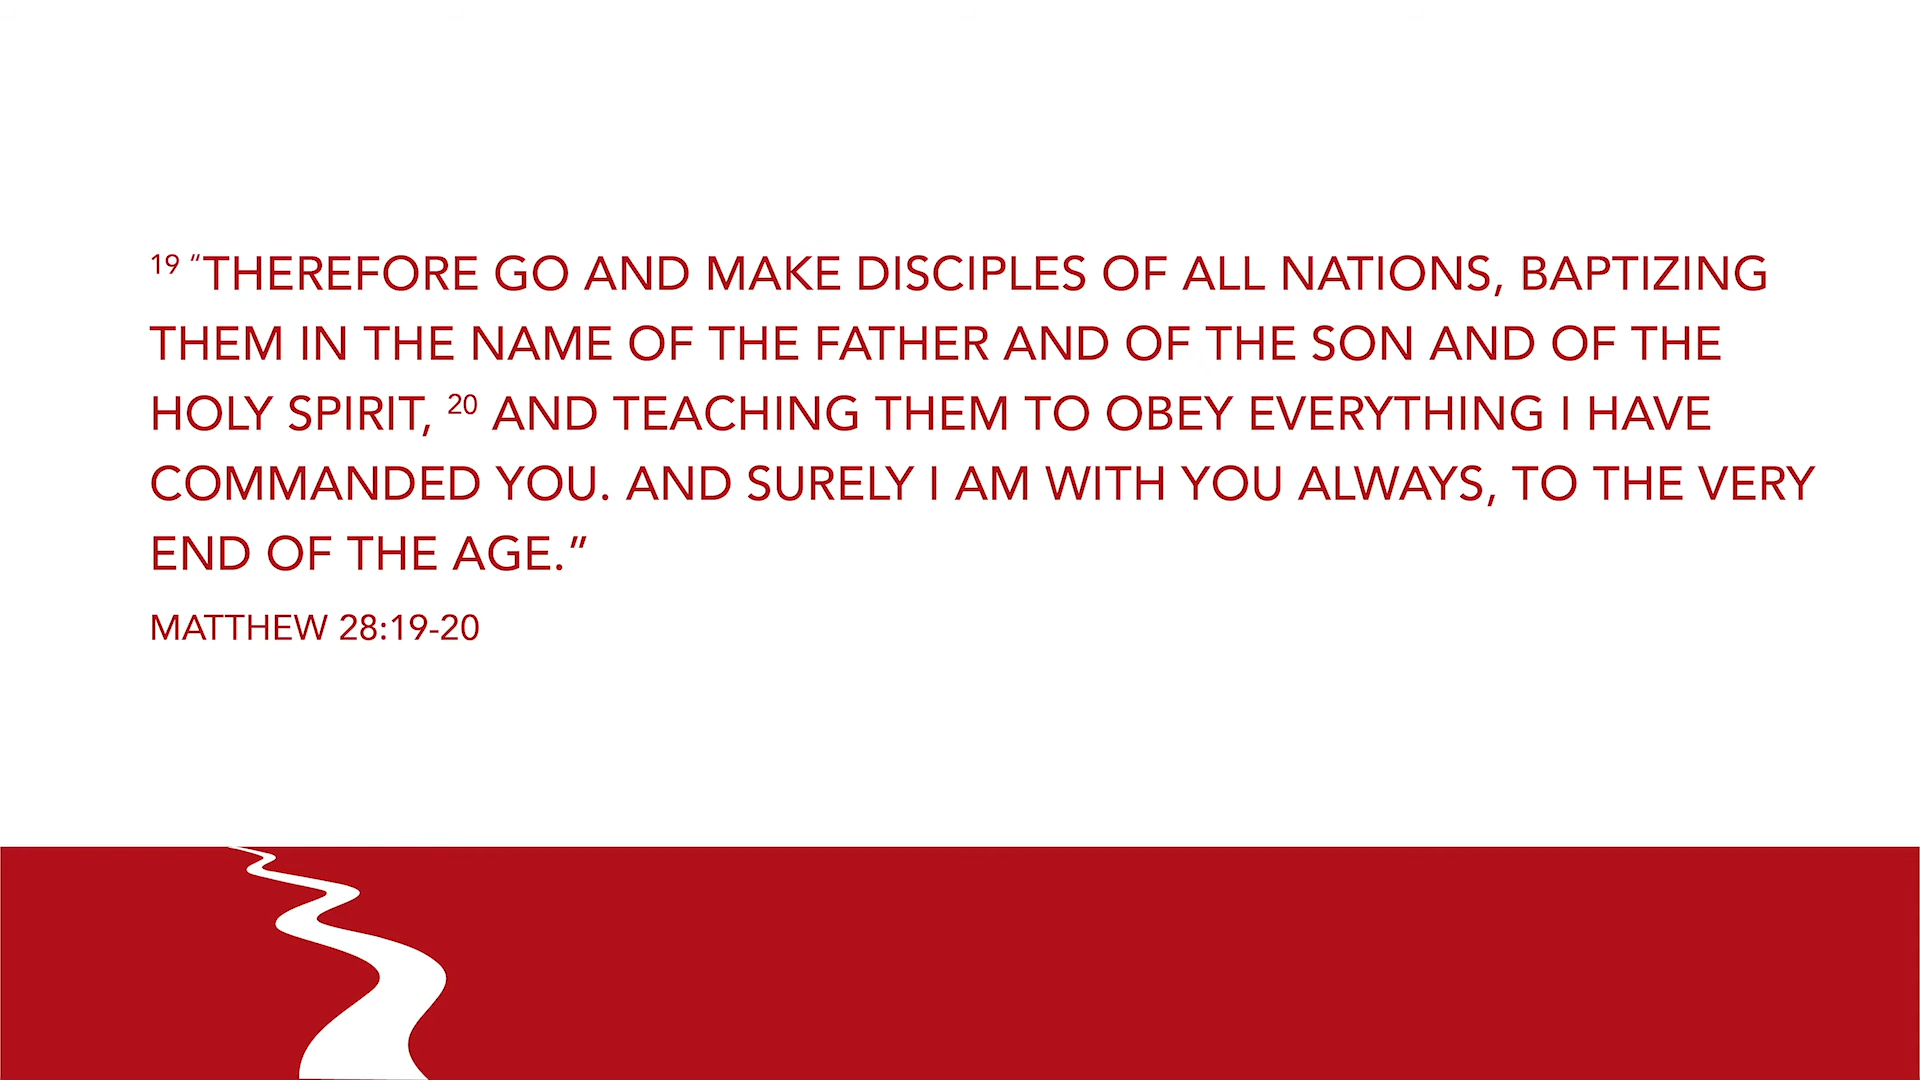 19 “THEREFORE GO AND MAKE DISCIPLES OF ALL NATIONS, BAPTIZING
THEM IN THE NAME OF THE FATHER AND OF THE SON AND OF THE
HOLY SPIRIT, 20 AND TEACHING THEM TO OBEY EVERYTHING I HAVE
COMMANDED YOU. AND SURELY I AM WITH YOU ALWAYS, TO THE VERY
END OF THE AGE.”
MATTHEW 28:19-20